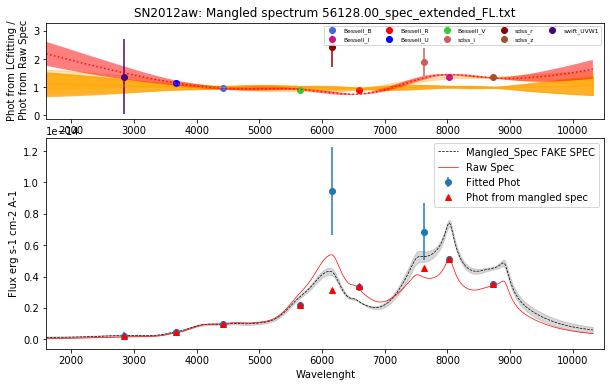 SN2012aw: Mangled spectrum 56128.00_spec_extended_FL.txt
Phot from LCfitting /
Phot from Raw Spec
3
2
1
0
Bessell_B
Bessell_I
Bessell_R
Bessell_U
Bessell_V
sdss_i
sdss_r
sdss_z
swift_UVW1
2000 3000 4000 5000 6000 7000 8000 9000 10000
1e−14
Flux erg s-1 cm-2 A-1
1.2
1.0
0.8
0.6
0.4
0.2
0.0
Mangled_Spec FAKE SPEC
Raw Spec
Fitted Phot
Phot from mangled spec
2000 3000 4000 5000 6000 7000 8000 9000 10000
Wavelenght